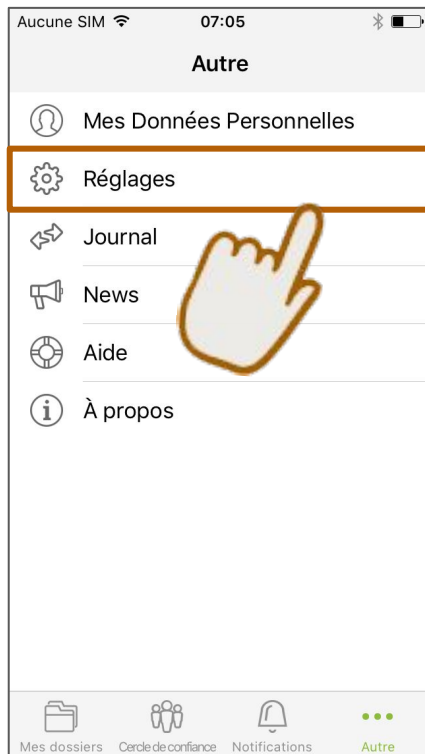 Aucune SIM 07:05
Autre
Mes Données Personnelles
Réglages
Journal
News
Aide
À propos
Mes dossiers Cercle de confiance Notifications Autre